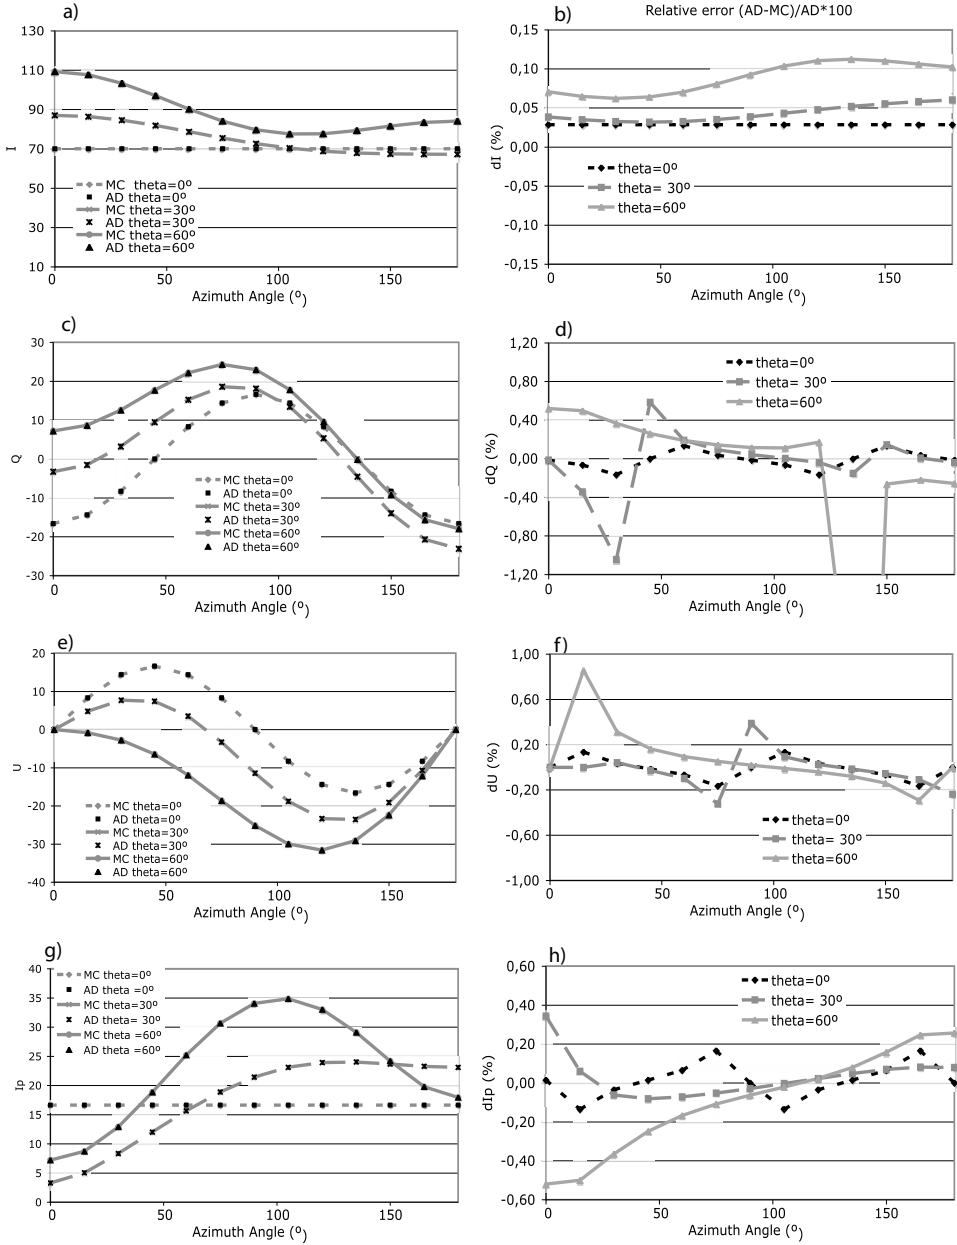 a)
130
110
90
70
50
30
10
I
MC theta=0º
AD theta=0º
MC theta=30º
AD theta=30º
MC theta=60º
AD theta=60º
0
50
100
150
Azimuth Angle (º)
b)
Relative error (AD-MC)/AD*100
0,15
0,10
0,05
0,00
-0,05
-0,10
-0,15
dI (%)
theta=0º
theta= 30º
theta=60º
0
50
100
150
Azimuth Angle (º)
c)
30
20
10
0
-10
-20
-30
Q
MC theta=0º
AD theta=0º
MC theta=30º
AD theta=30º
MC theta=60º
AD theta=60º
0
50
100
150
Azimuth Angle (º)
d)
1,20
0,80
0,40
0,00
-0,40
-0,80
-1,20
dQ (%)
theta=0º
theta= 30º
theta=60º
0
50
100
150
Azimuth Angle (º)
e)
20
10
0
-10
-20
-30
-40
U
MC theta=0º
AD theta=0º
MC theta=30º
AD theta=30º
MC theta=60º
AD theta=60º
0
50
100
150
Azimuth Angle (º)
f)
1,00
0,60
0,20
-0,20
-0,60
-1,00
dU (%)
theta=0º
theta= 30º
theta=60º
0
50
100
150
Azimuth Angle (º)
g)
40
35
30
25
20
15
10
5
0
Ip
MC theta=0º
AD theta =0º
MC theta=30º
AD theta= 30º
MC theta =60º
AD theta =60º
0
50
100
150
Azimuth Angle (º)
h)
0,60
0,40
0,20
0,00
-0,20
-0,40
-0,60
dIp (%)
theta=0º
theta= 30º
theta=60º
0
50
100
150
Azimuth Angle (º)